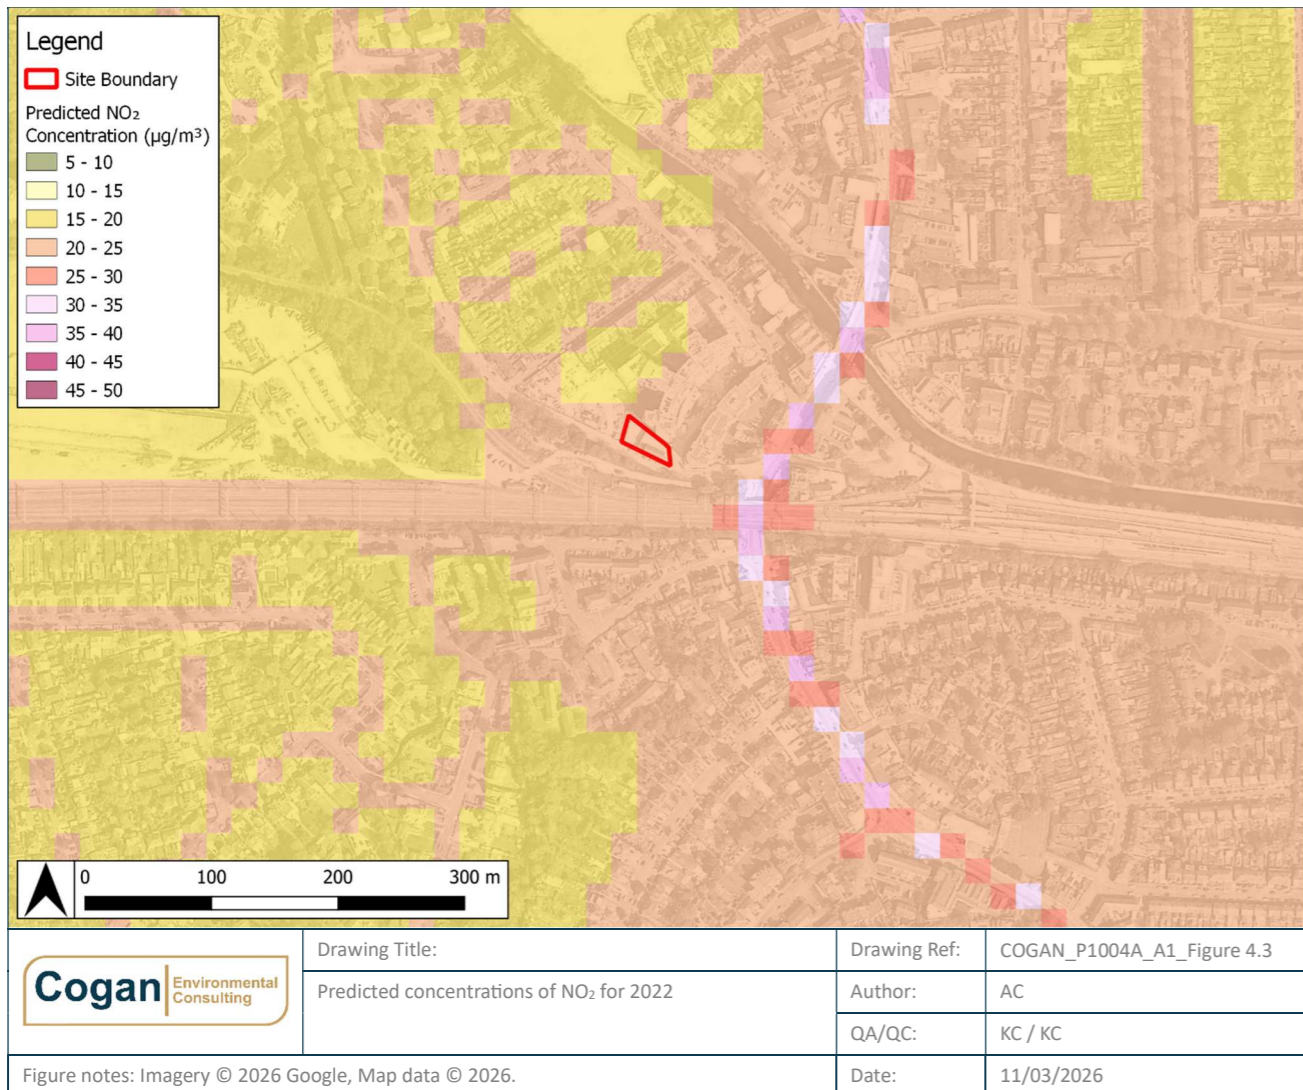 Legend
Site Boundary
Predicted NO₂
Concentration (µg/m³)
5 - 10
10 - 15
15 - 20
20 - 25
25 - 30
30 - 35
35 - 40
40 - 45
45 - 50
0 100 200 300 m
Cogan Environmental
Consulting
Drawing Title:
Predicted concentrations of NO₂ for 2022
Drawing Ref: COGAN_P1004A_A1_Figure 4.3
Author: AC
QA/QC: KC / KC
Figure notes: Imagery © 2026 Google, Map data © 2026.
Date: 11/03/2026